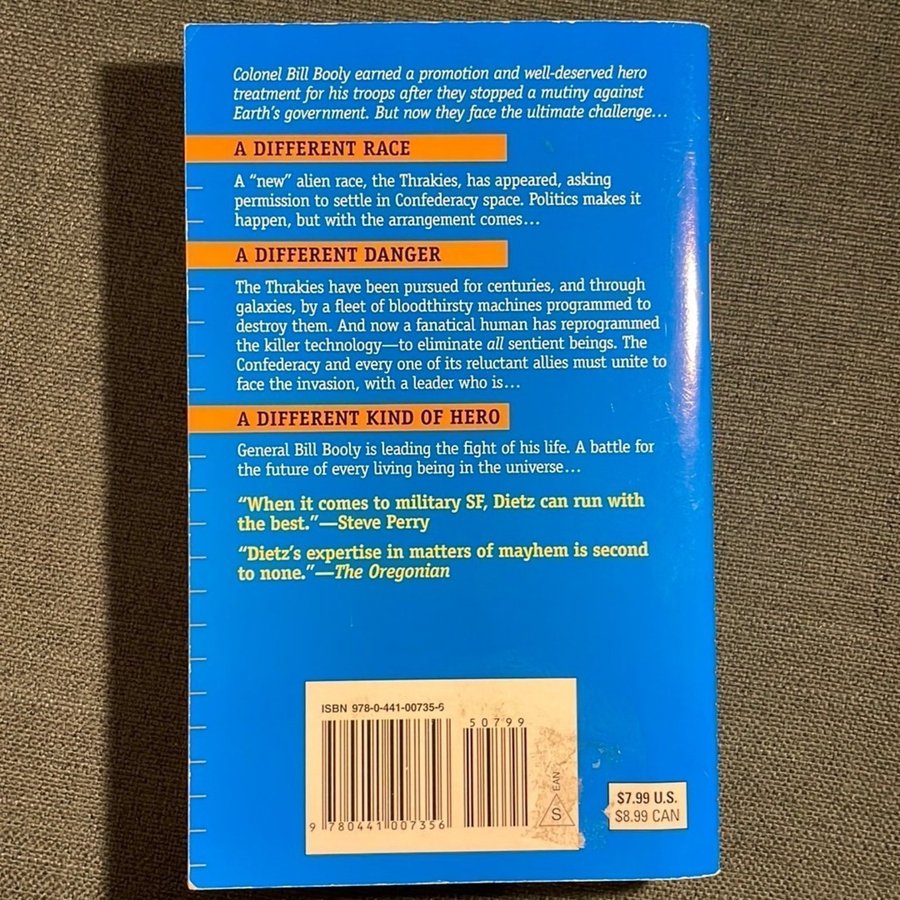 Colonel Bill Booly earned a promotion and well-deserved hero
treatment for his troops after they stopped a mutiny against
Earth's government. But now they face the ultimate challenge...
A DIFFERENT RACE
A “new” alien race, the Thrakies, has appeared, asking
permission to settle in Confederacy space. Politics makes it
happen, but with the arrangement comes...
A DIFFERENT DANGER
The Thrakies have been pursued for centuries, and through
galaxies, by a fleet of bloodthirsty machines programmed to
destroy them. And now a fanatical human has reprogrammed
the killer technology—to eliminate all sentient beings. The
Confederacy and every one of its reluctant allies must unite to
face the invasion, with a leader who is...
A DIFFERENT KIND OF HERO
General Bill Booly is leading the fight of his life. A battle for
the future of every living being in the universe...
“When it comes to military SF, Dietz can run with
the best.”—Steve Perry
“Dietz's expertise in matters of mayhem is second
to none.”—The Oregonian
ISBN 978-0-441-00735-6
50799
9 780441 007356
EAN
S
$7.99 U.S.
$8.99 CAN